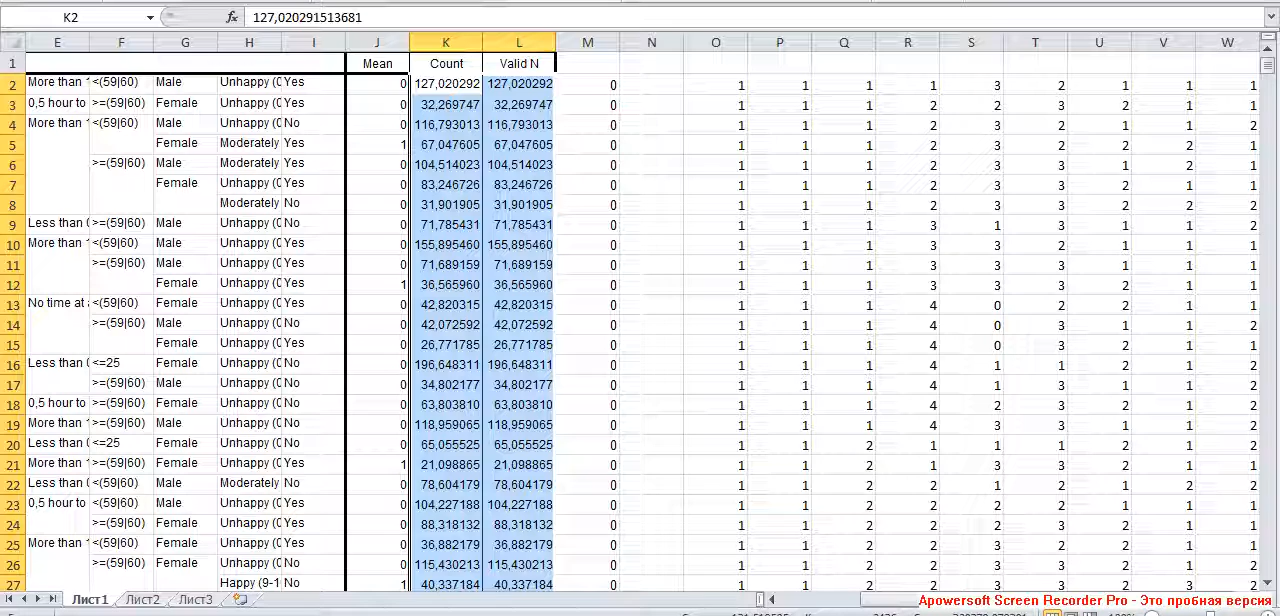 K2 fx 127,020291513681
E F G H I J K L M N O P Q R S T U V W
1 Mean Count Valid N
2 More than <(59|60) Male Unhappy (0 Yes 0 127,020292 127,020292 0 1 1 1 1 3 2 1 1 1
3 0,5 hour to >=(59|60) Female Unhappy (0 Yes 0 32,269747 32,269747 0 1 1 1 2 2 3 2 1 1
4 More than <(59|60) Male Unhappy (0 No 0 116,793013 116,793013 0 1 1 1 2 3 2 1 1 2
5 Female Moderately Yes 1 67,047605 67,047605 0 1 1 1 2 3 2 2 2 1
6 >=(59|60) Male Moderately Yes 0 104,514023 104,514023 0 1 1 1 2 3 3 1 2 1
7 Female Unhappy (0 Yes 0 83,246726 83,246726 0 1 1 1 2 3 3 2 1 1
8 Moderately No 0 31,901905 31,901905 0 1 1 1 2 3 3 2 2 2
9 Less than 0 >=(59|60) Male Unhappy (0 No 0 71,785431 71,785431 0 1 1 1 3 1 3 1 1 2
10 More than <(59|60) Male Unhappy (0 Yes 0 155,895460 155,895460 0 1 1 1 3 3 2 1 1 1
11 >=(59|60) Male Unhappy (0 Yes 0 71,689159 71,689159 0 1 1 1 3 3 3 1 1 1
12 Female Unhappy (0 Yes 1 36,565960 36,565960 0 1 1 1 3 3 3 2 1 1
13 No time at <(59|60) Female Unhappy (0 Yes 0 42,820315 42,820315 0 1 1 1 4 0 2 2 1 1
14 >=(59|60) Male Unhappy (0 No 0 42,072592 42,072592 0 1 1 1 4 0 3 1 1 2
15 Female Unhappy (0 Yes 0 26,771785 26,771785 0 1 1 1 4 0 3 2 1 1
16 Less than 0 <=25 Female Unhappy (0 No 0 196,648311 196,648311 0 1 1 1 4 1 1 2 1 2
17 >=(59|60) Male Unhappy (0 No 0 34,802177 34,802177 0 1 1 1 4 1 3 1 1 2
18 0,5 hour to >=(59|60) Female Unhappy (0 No 0 63,803810 63,803810 0 1 1 1 4 2 3 2 1 2
19 More than >=(59|60) Male Unhappy (0 No 0 118,959065 118,959065 0 1 1 1 4 3 3 1 1 2
20 Less than 0 <=25 Female Unhappy (0 No 0 65,055525 65,055525 0 1 1 2 1 1 1 2 1 2
21 More than >=(59|60) Female Unhappy (0 Yes 1 21,098865 21,098865 0 1 1 2 1 3 3 2 1 1
22 Less than 0 <(59|60) Male Moderately No 0 78,604179 78,604179 0 1 1 2 2 1 2 1 2 2
23 0,5 hour to <(59|60) Male Unhappy (0 Yes 0 104,227188 104,227188 0 1 1 2 2 2 2 1 1 1
24 >=(59|60) Female Unhappy (0 Yes 0 88,318132 88,318132 0 1 1 2 2 2 3 2 1 1
25 More than <(59|60) Female Unhappy (0 Yes 0 36,882179 36,882179 0 1 1 2 2 3 2 2 1 1
26 >=(59|60) Female Unhappy (0 Yes 0 115,430213 115,430213 0 1 1 2 2 3 3 2 1 1
27 Happy (9-1 No 1 40,337184 40,337184 0 1 1 2 2 3 3 2 3 2
Лист1 Лист2 Лист3
Apowersoft Screen Recorder Pro - Это пробная версия